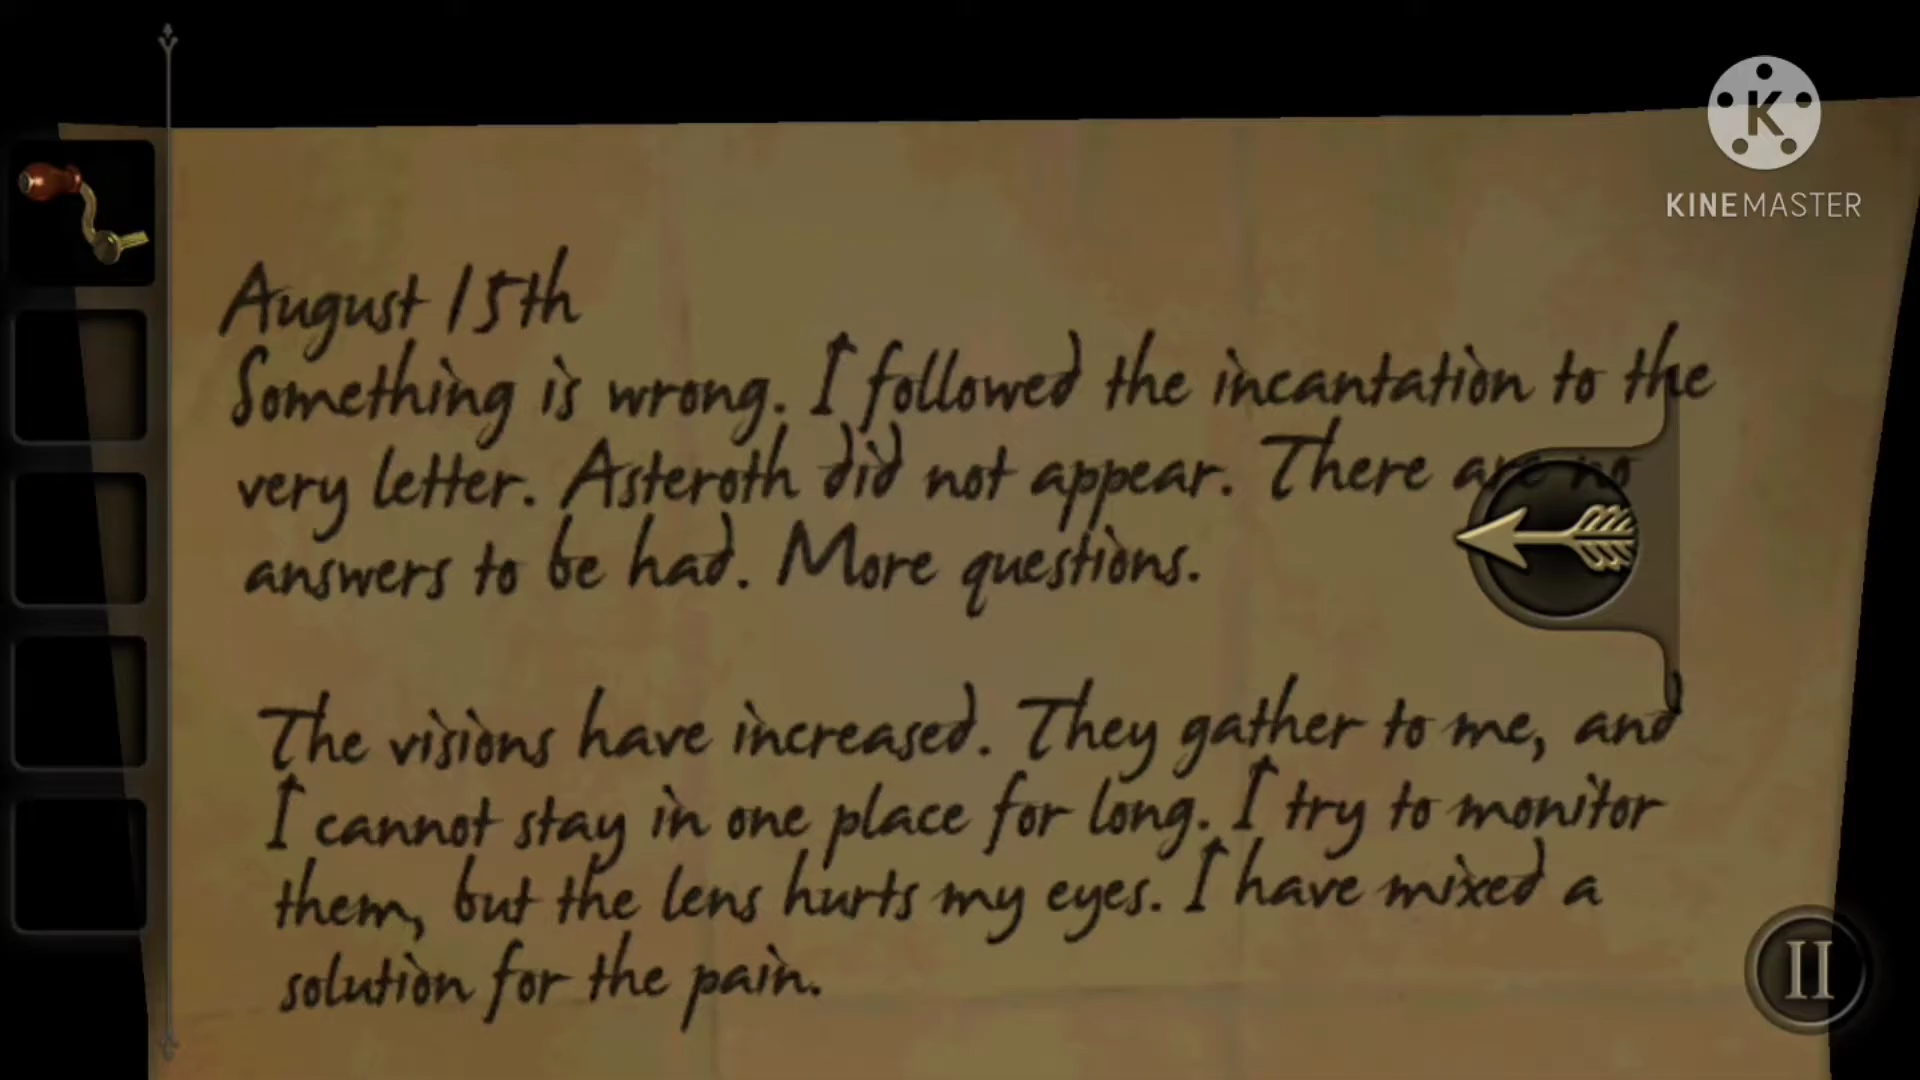 K
KINEMASTER
August 15th
Something is wrong. I followed the incantation to the
very letter. Asteroth did not appear. There are no
answers to be had. More questions.
The visions have increased. They gather to me, and
I cannot stay in one place for long. I try to monitor
them, but the lens hurts my eyes. I have mixed a
solution for the pain.